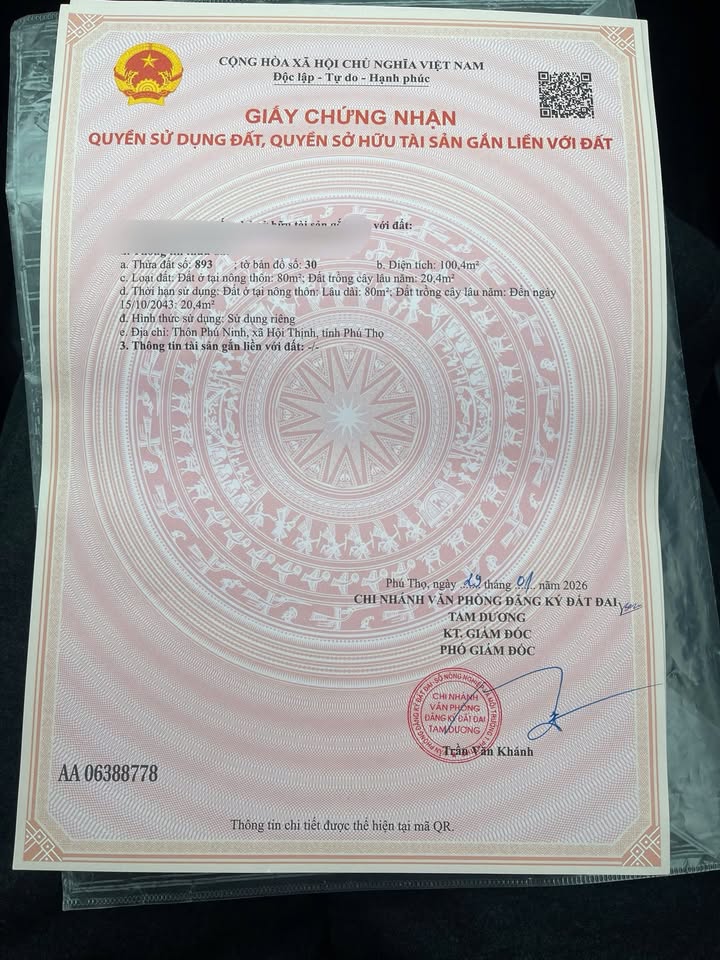 CỘNG HÒA XÃ HỘI CHỦ NGHĨA VIỆT NAM
Độc lập - Tự do - Hạnh phúc
GIẤY CHỨNG NHẬN
QUYỀN SỬ DỤNG ĐẤT, QUYỀN SỞ HỮU TÀI SẢN GẮN LIỀN VỚI ĐẤT
với đất:
a. Thửa đất số: 893 ; tờ bản đồ số: 30 b. Diện tích: 100,4m²
c. Loại đất: Đất ở tại nông thôn: 80m²; Đất trồng cây lâu năm: 20,4m²
d. Thời hạn sử dụng: Đất ở tại nông thôn: Lâu dài: 80m²; Đất trồng cây lâu năm: Đến ngày
15/10/2043: 20,4m²
đ. Hình thức sử dụng: Sử dụng riêng
e. Địa chỉ: Thôn Phú Ninh, xã Hội Thịnh, tỉnh Phú Thọ
3. Thông tin tài sản gắn liền với đất: -/-
Phú Thọ, ngày 29 tháng 01 năm 2026
CHI NHÁNH VĂN PHÒNG ĐĂNG KÝ ĐẤT ĐAI
TAM DƯƠNG
KT. GIÁM ĐỐC
PHÓ GIÁM ĐỐC
CHI NHÁNH
VĂN PHÒNG
ĐĂNG KÝ ĐẤT ĐAI
TAM DƯƠNG
Trần Văn Khánh
AA 06388778
Thông tin chi tiết được thể hiện tại mã QR.